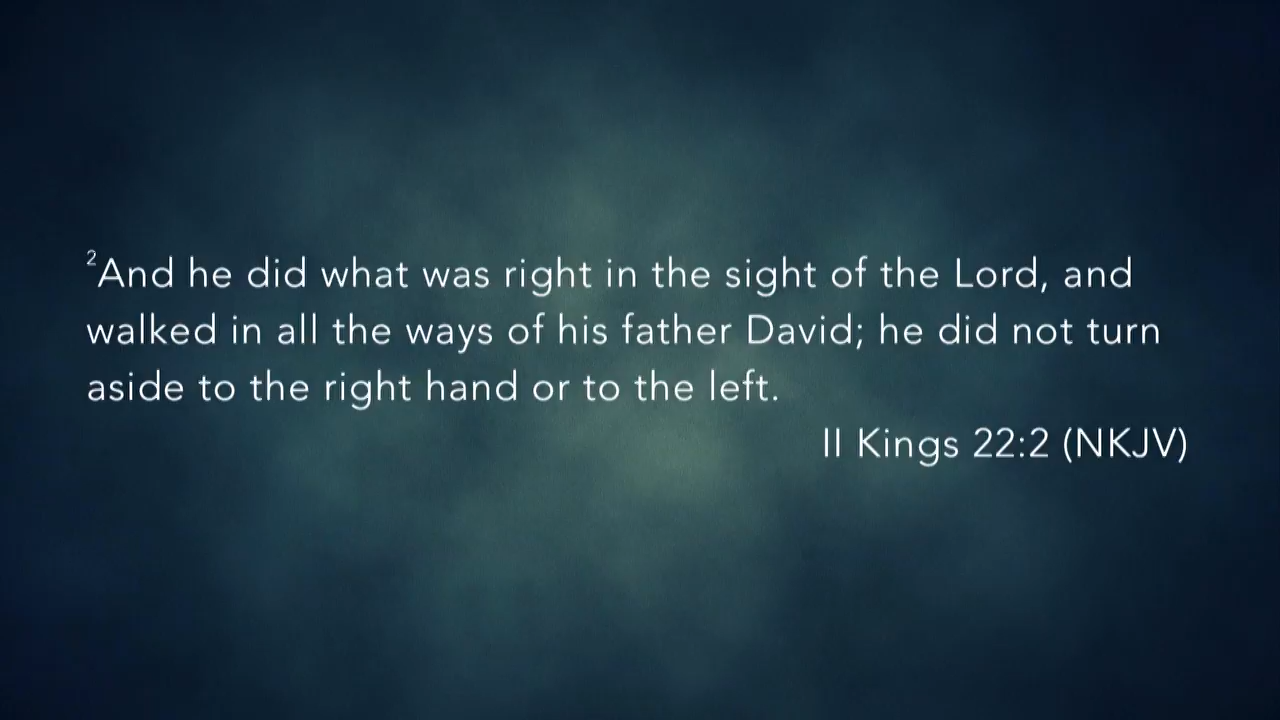 ²And he did what was right in the sight of the Lord, and
walked in all the ways of his father David; he did not turn
aside to the right hand or to the left.
II Kings 22:2 (NKJV)